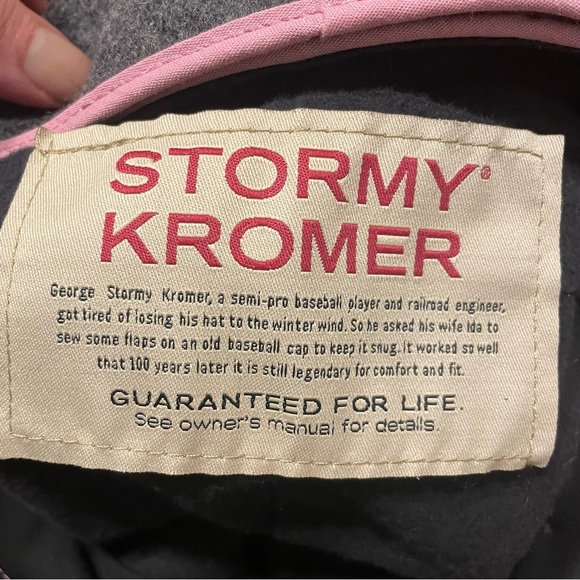 STORMY®
KROMER
George Stormy Kromer, a semi-pro baseball player and railroad engineer,
got tired of losing his hat to the winter wind. So he asked his wife Ida to
sew some flaps on an old baseball cap to keep it snug. It worked so well
that 100 years later it is still legendary for comfort and fit.
GUARANTEED FOR LIFE.
See owner's manual for details.